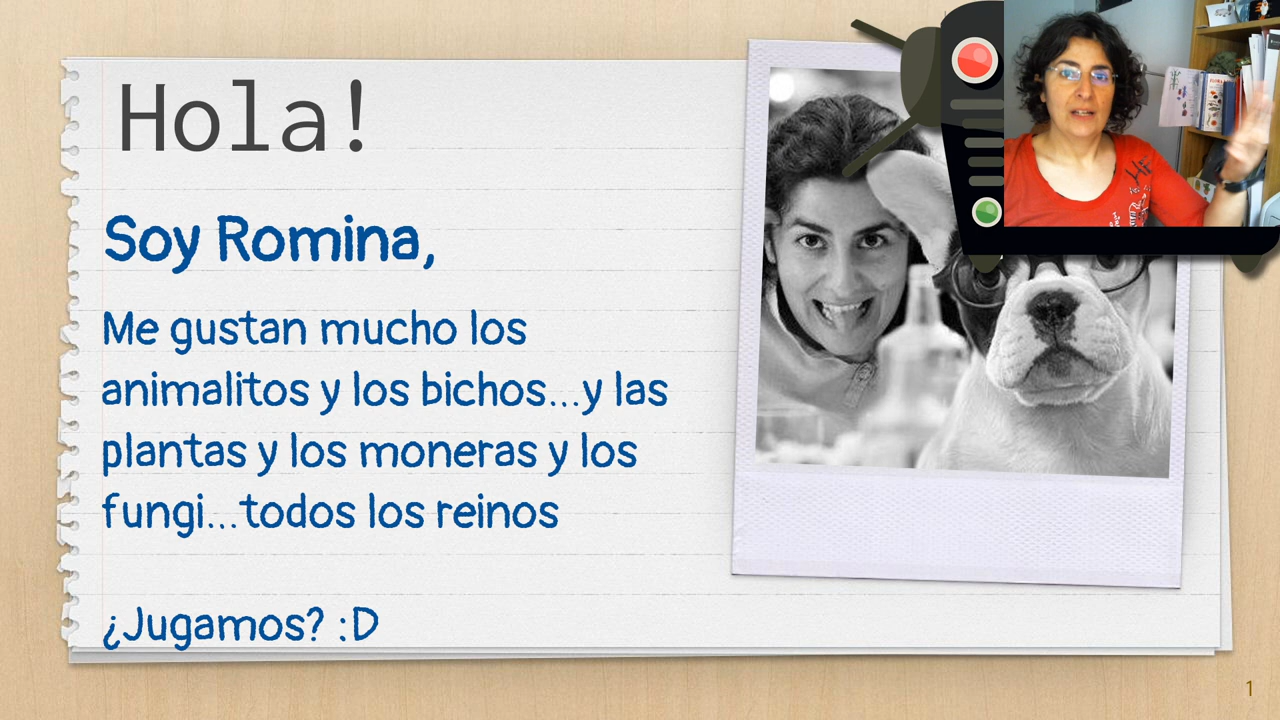 Hola!
Soy Romina,
Me gustan mucho los
animalitos y los bichos...y las
plantas y los moneras y los
fungi...todos los reinos
¿Jugamos? :D
1